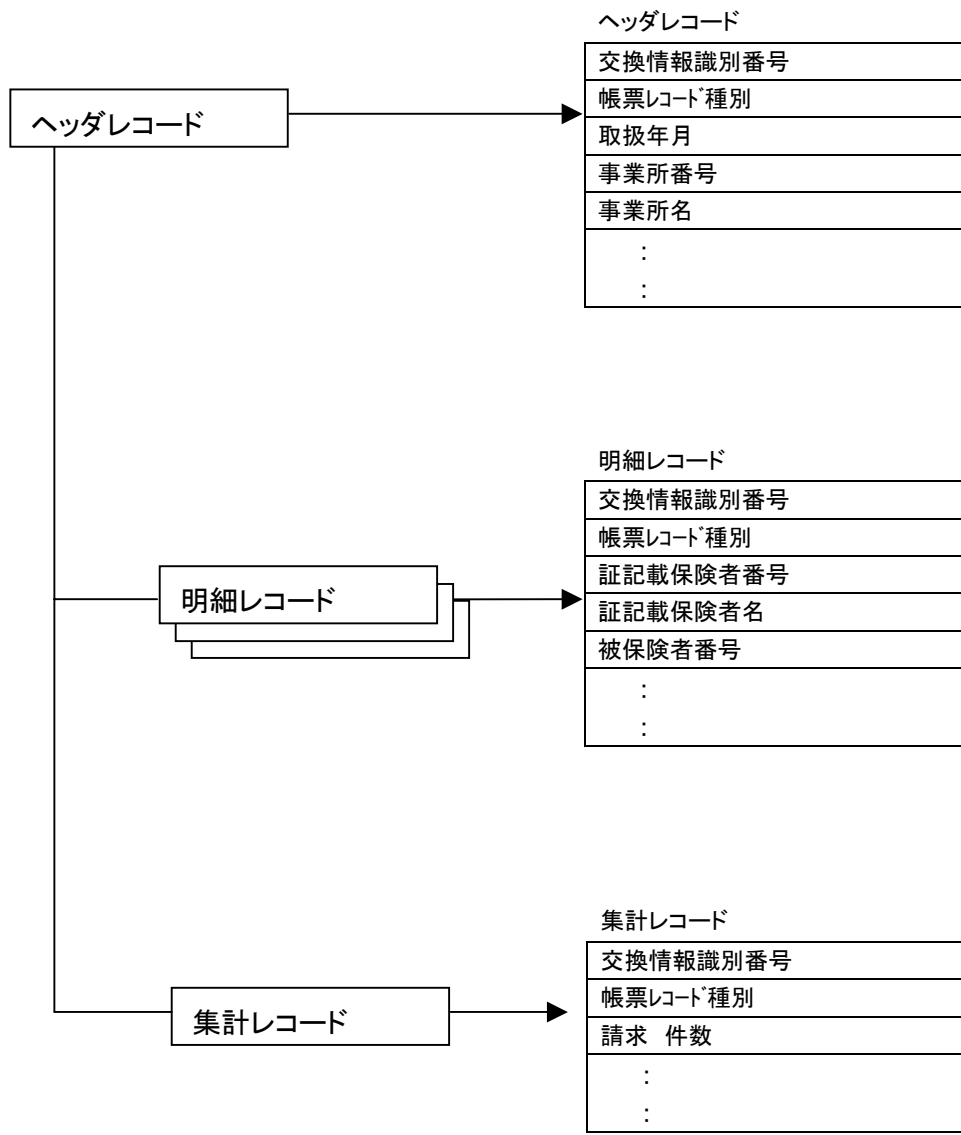 ヘッダレコード
交換情報識別番号
帳票ﾚｺｰﾄﾞ種別
取扱年月
事業所番号
事業所名
:
:
ヘッダレコード
明細レコード
交換情報識別番号
帳票ﾚｺｰﾄﾞ種別
証記載保険者番号
証記載保険者名
被保険者番号
:
:
明細レコード
集計レコード
交換情報識別番号
帳票ﾚｺｰﾄﾞ種別
請求　件数
:
:
集計レコード